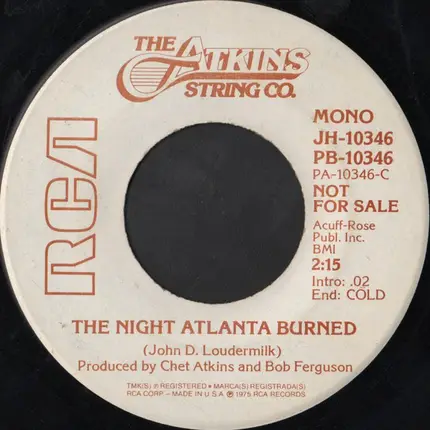 THE ATKINS
STRING CO.
RCA
MONO
JH-10346
PB-10346
PA-10346-C
NOT
FOR SALE
Acuff-Rose
Publ. Inc.
BMI
2:15
Intro: .02
End: COLD
THE NIGHT ATLANTA BURNED
(John D. Loudermilk)
Produced by Chet Atkins and Bob Ferguson
TMK(S) ® REGISTERED • MARCA(S) REGISTRADA(S)
RCA CORP.– MADE IN U.S.A. ℗ 1975 RCA RECORDS